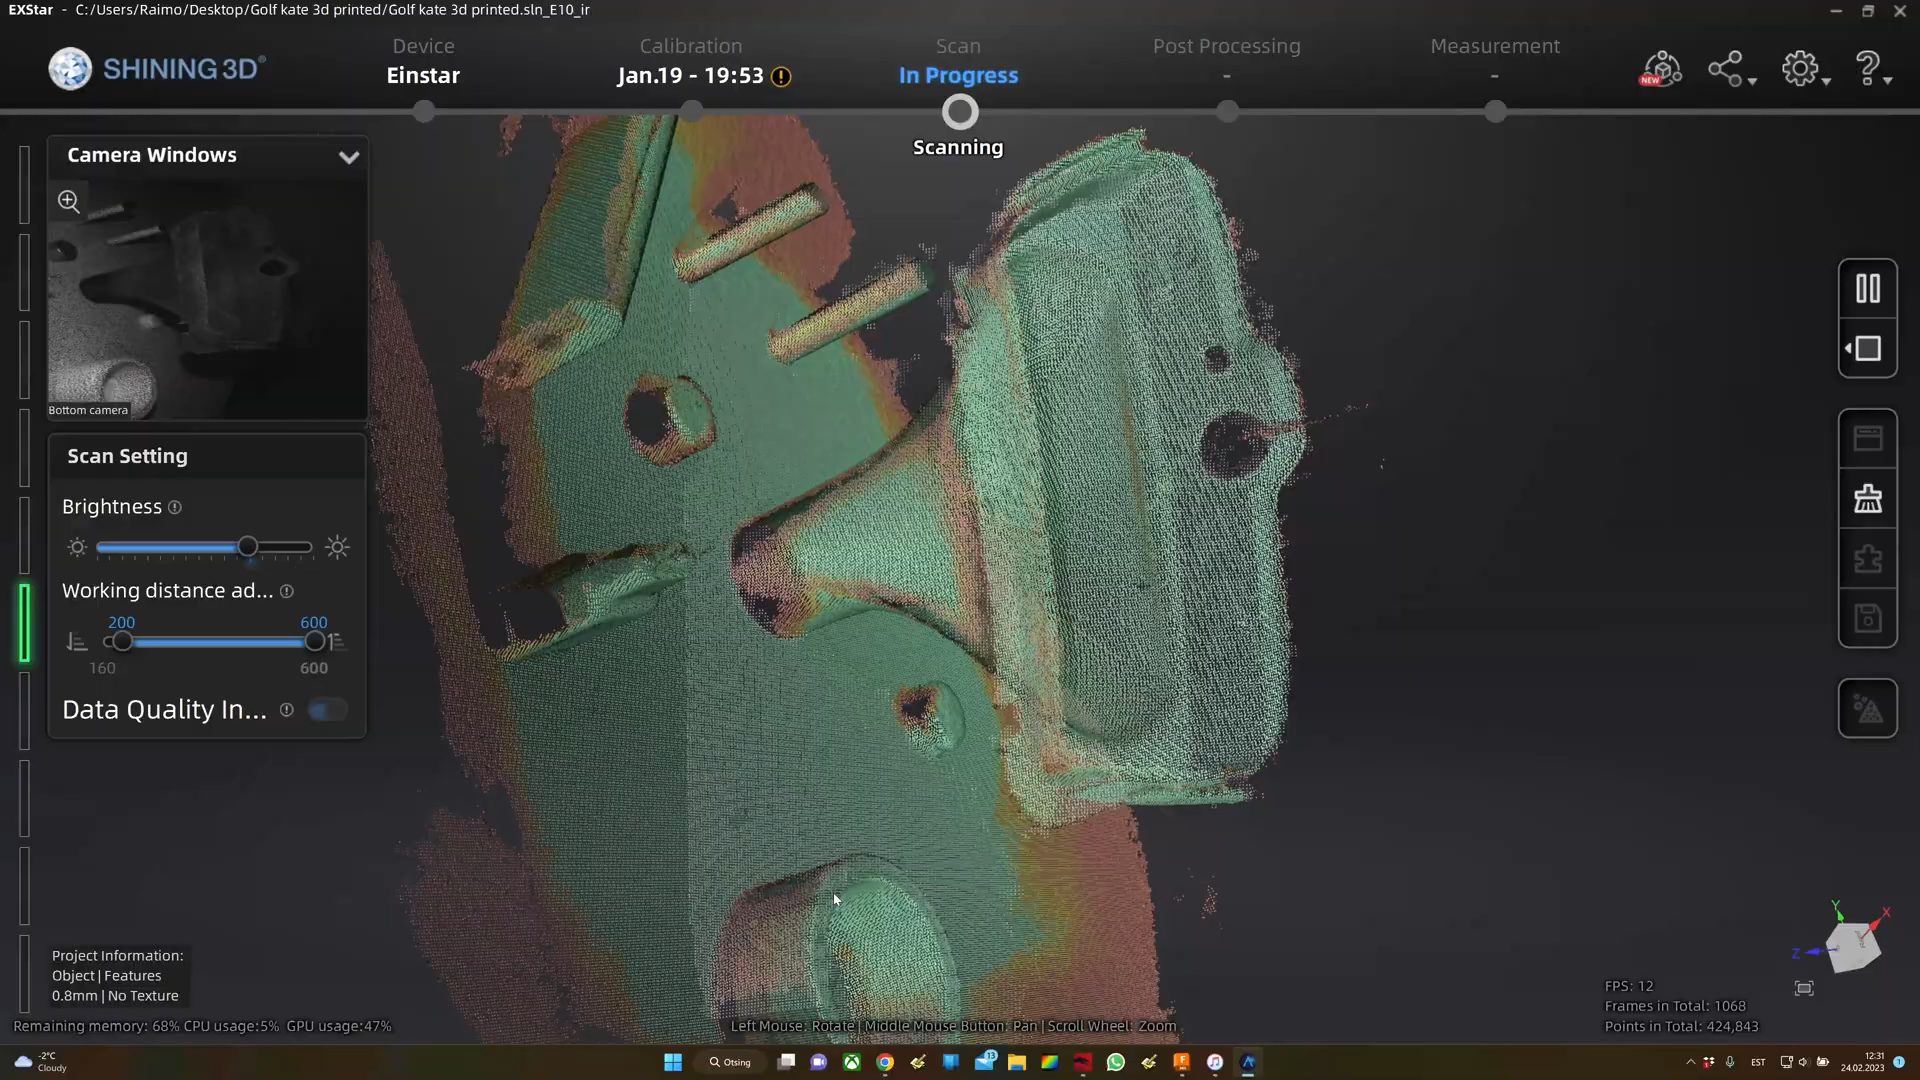 EXStar - C:/Users/Raimo/Desktop/Golf kate 3d printed/Golf kate 3d printed.sln_E10_ir
SHINING 3D®
Device
Einstar
Calibration
Jan.19 - 19:53
Scan
In Progress
Scanning
Post Processing
-
Measurement
-
NEW
Camera Windows
Bottom camera
Scan Setting
Brightness
Working distance ad...
200 600
160 600
Data Quality In...
Project Information:
Object | Features
0.8mm | No Texture
Remaining memory: 68% CPU usage:5% GPU usage:47%
Left Mouse: Rotate | Middle Mouse Button: Pan | Scroll Wheel: Zoom
Y
X
Z
FPS: 12
Frames in Total: 1068
Points in Total: 424,843
-2°C
Cloudy
Otsing
13
EST
12:31
24.02.2023
1